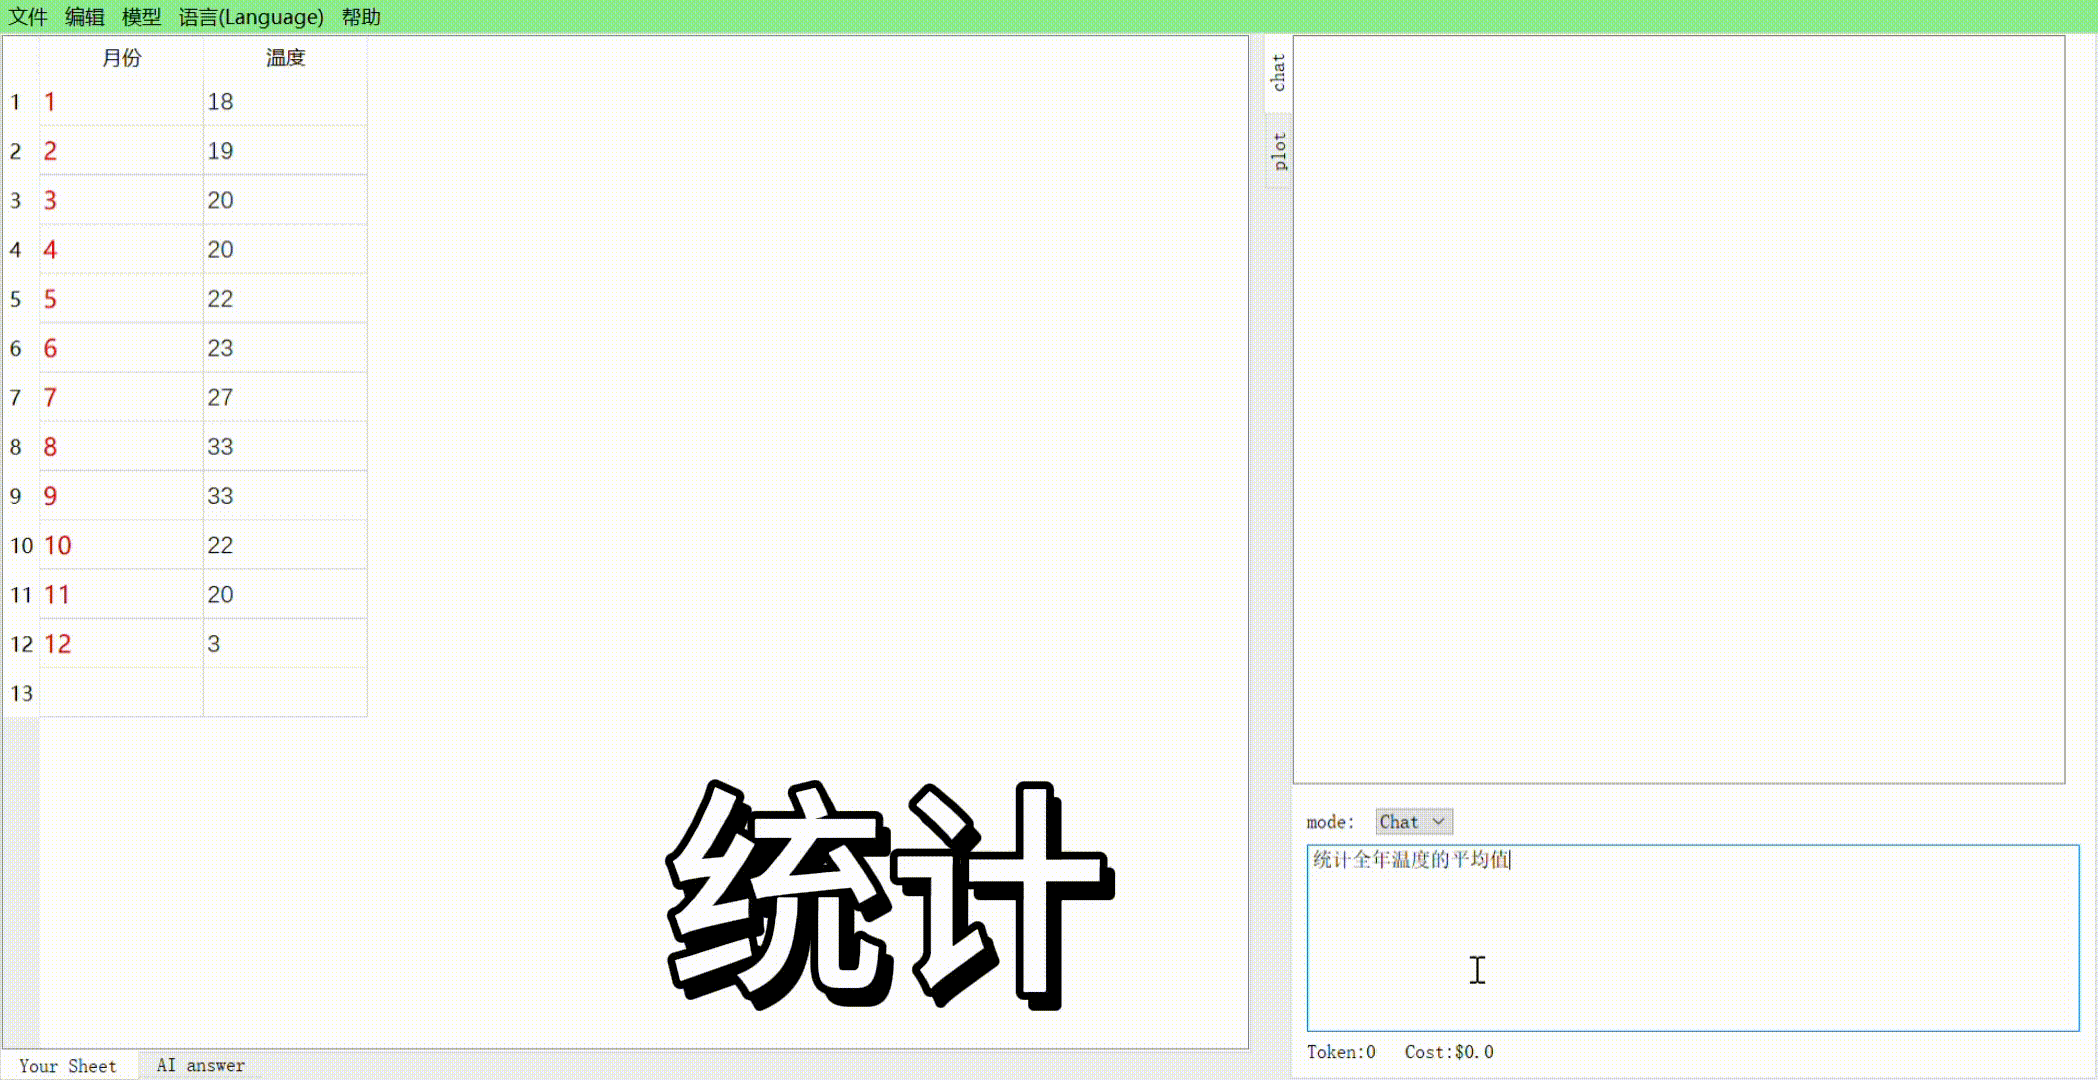 文件 编辑 模型 语言(Language) 帮助
月份 温度
1 1 18
2 2 19
3 3 20
4 4 20
5 5 22
6 6 23
7 7 27
8 8 33
9 9 33
10 10 22
11 11 20
12 12 3
13
统计
Your Sheet AI answer
chat
plot
mode: Chat
统计全年温度的平均值
Token:0 Cost:$0.0